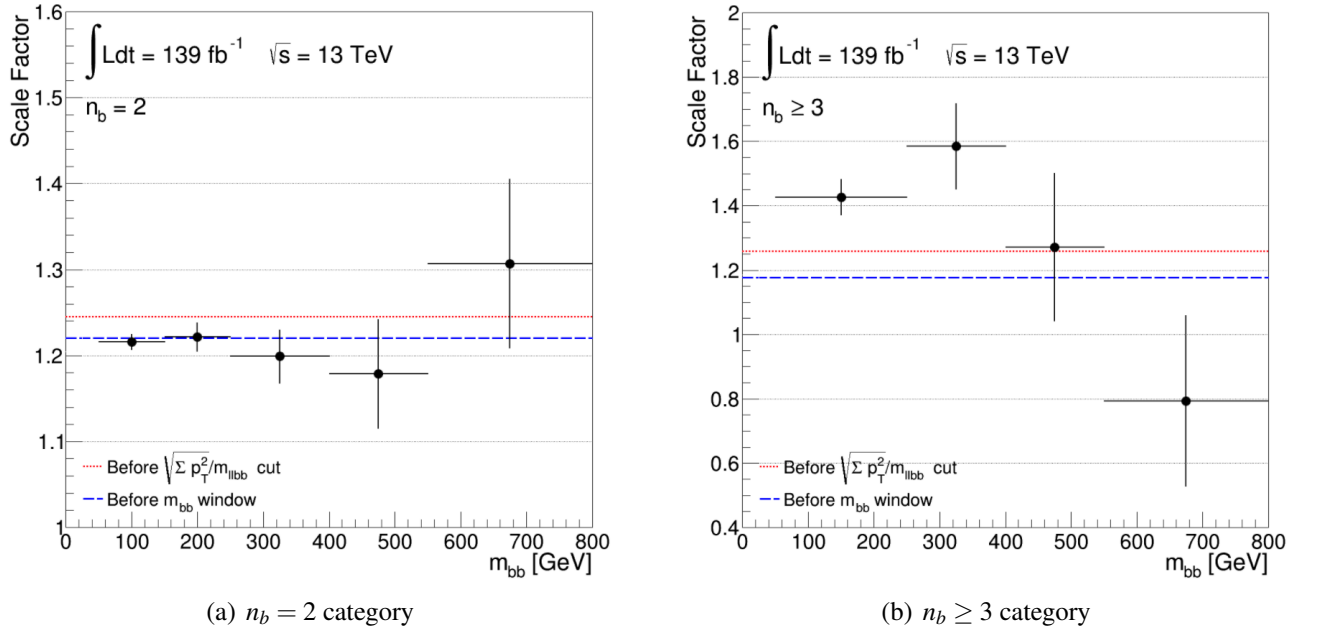 Scale Factor
1.6
1.5
1.4
1.3
1.2
1.1
1
∫Ldt = 139 fb⁻¹ √s = 13 TeV
n_b = 2
Before √Σ p_T²/m_llbb cut
Before m_bb window
0 100 200 300 400 500 600 700 800
m_bb [GeV]
(a) n_b = 2 category
Scale Factor
2
1.8
1.6
1.4
1.2
1
0.8
0.6
0.4
∫Ldt = 139 fb⁻¹ √s = 13 TeV
n_b ≥ 3
Before √Σ p_T²/m_llbb cut
Before m_bb window
0 100 200 300 400 500 600 700 800
m_bb [GeV]
(b) n_b ≥ 3 category